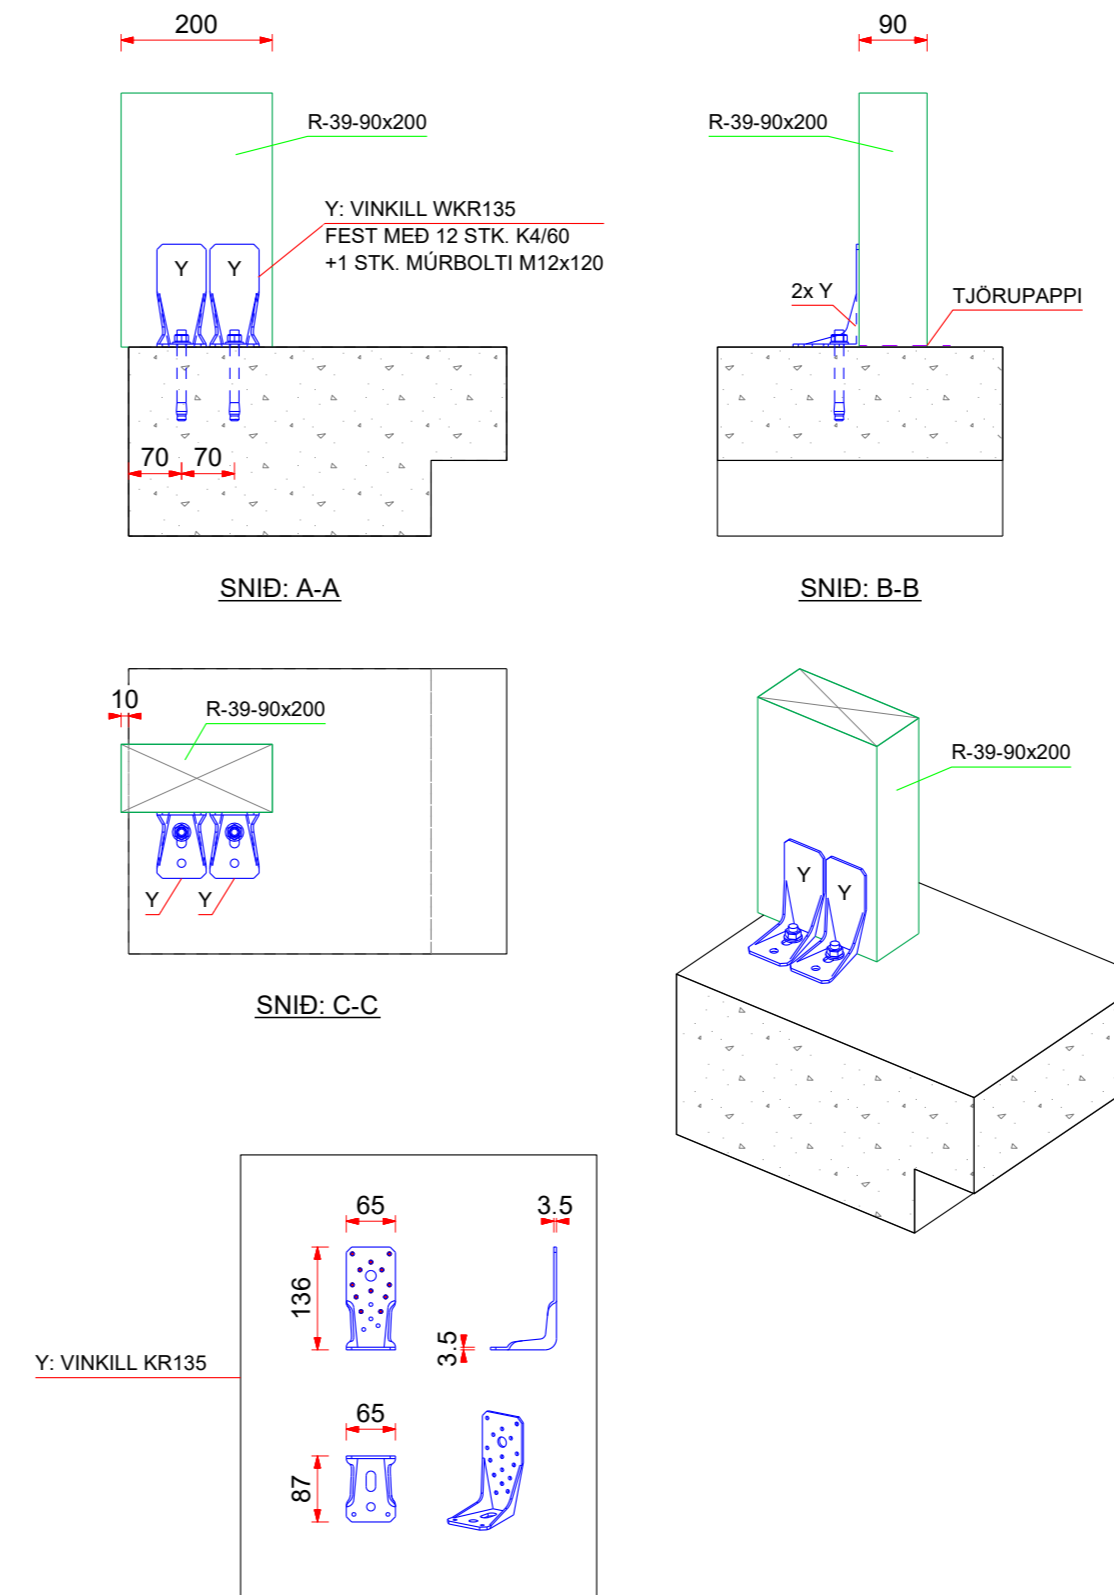 200
90
R-39-90x200
R-39-90x200
Y: VINKILL WKR135
FEST MEÐ 12 STK. K4/60
+1 STK. MÚRBOLTI M12x120
Y
Y
2x Y
TJÖRUPAPPI
70
70
SNIÐ: A-A
SNIÐ: B-B
10
R-39-90x200
R-39-90x200
Y
Y
Y
Y
SNIÐ: C-C
65
3.5
136
3.5
Y: VINKILL KR135
65
87